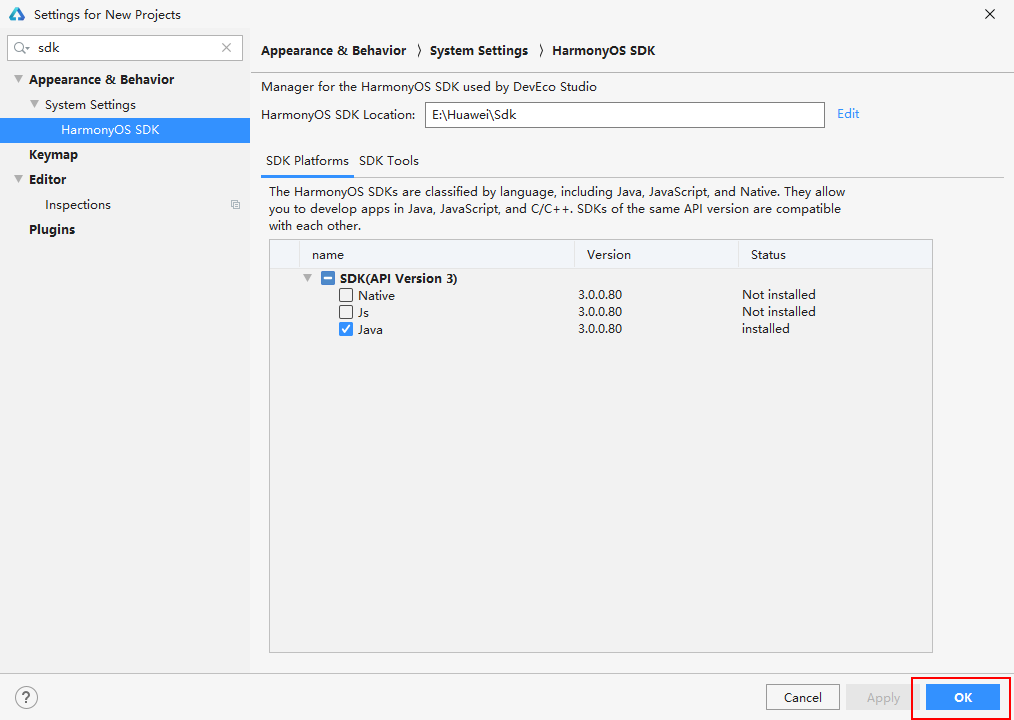 Settings for New Projects
sdk
Appearance & Behavior
System Settings
HarmonyOS SDK
Keymap
Editor
Inspections
Plugins
Appearance & Behavior 〉 System Settings 〉 HarmonyOS SDK
Manager for the HarmonyOS SDK used by DevEco Studio
HarmonyOS SDK Location: E:\Huawei\Sdk Edit
SDK Platforms SDK Tools
The HarmonyOS SDKs are classified by language, including Java, JavaScript, and Native. They allow
you to develop apps in Java, JavaScript, and C/C++. SDKs of the same API version are compatible
with each other.
name Version Status
SDK(API Version 3)
Native 3.0.0.80 Not installed
Js 3.0.0.80 Not installed
Java 3.0.0.80 installed
? Cancel Apply OK